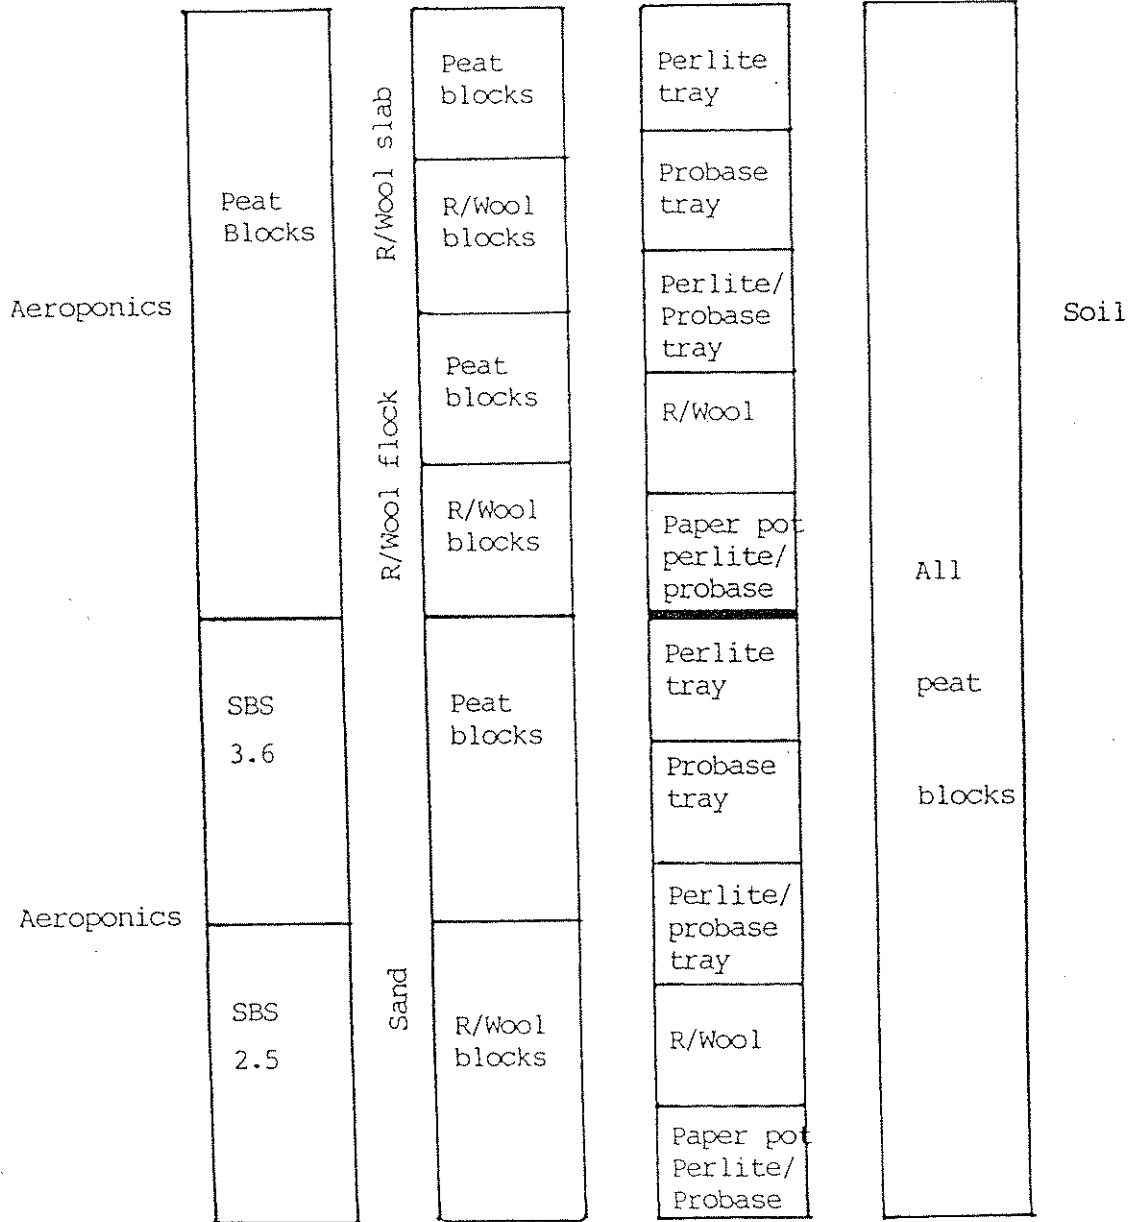 Aeroponics
Peat
Blocks
SBS
3.6
Aeroponics
SBS
2.5
R/Wool slab
Peat
blocks
R/Wool
blocks
R/Wool flock
Peat
blocks
R/Wool
blocks
Peat
blocks
Sand
R/Wool
blocks
Perlite
tray
Probase
tray
Perlite/
Probase
tray
R/Wool
Paper pot
perlite/
probase
Perlite
tray
Probase
tray
Perlite/
probase
tray
R/Wool
Paper pot
Perlite/
Probase
All
peat
blocks
Soil